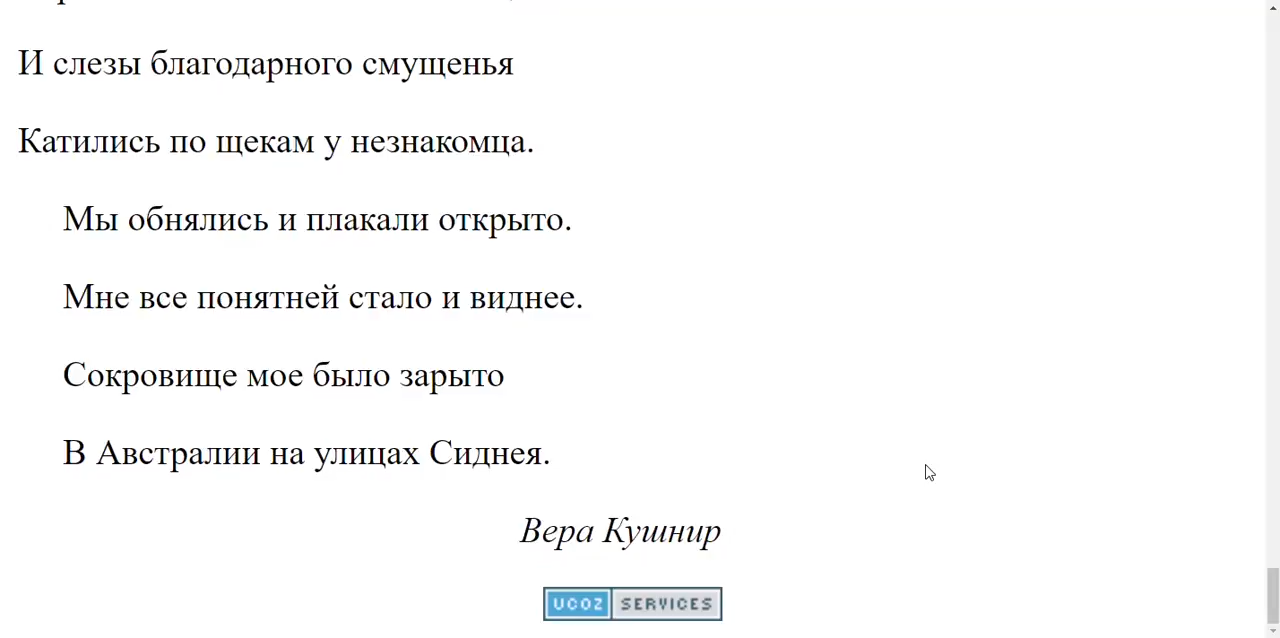 И слезы благодарного смущенья
Катились по щекам у незнакомца.
Мы обнялись и плакали открыто.
Мне все понятней стало и виднее.
Сокровище мое было зарыто
В Австралии на улицах Сиднея.
Вера Кушнир
UCOZ SERVICES